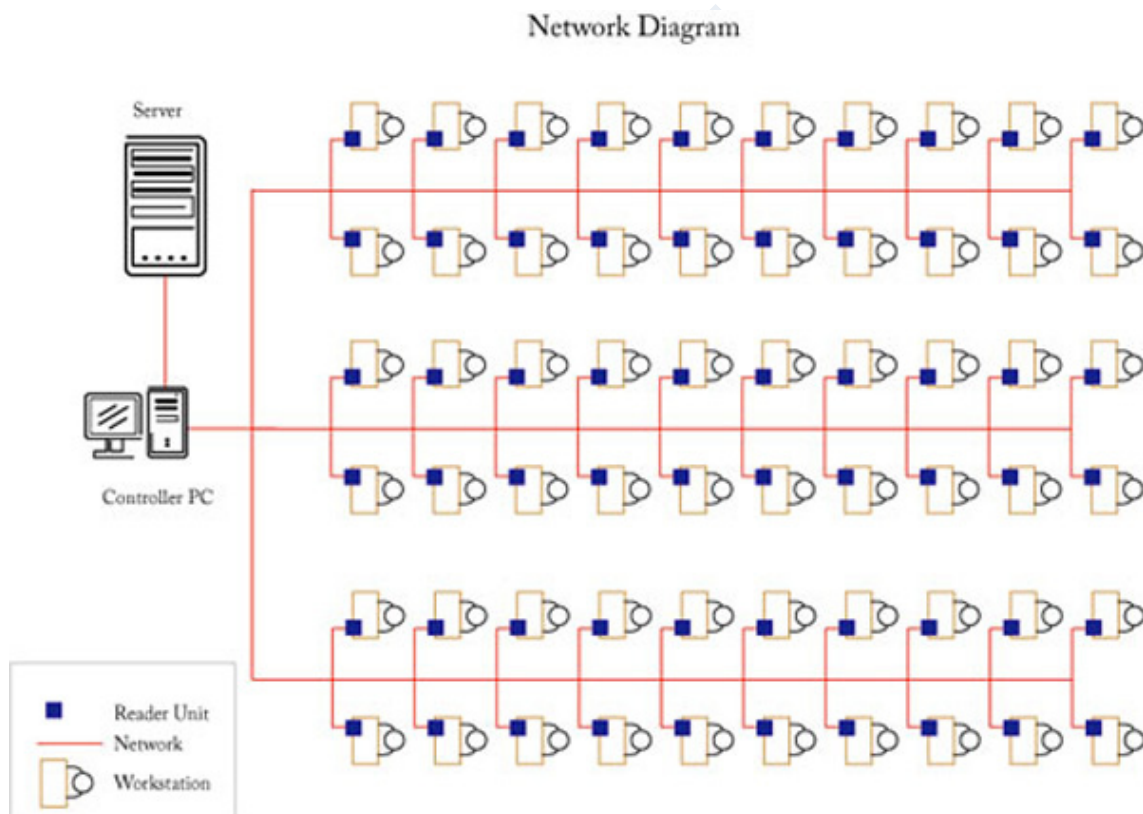 Network Diagram
Server
Controller PC
Reader Unit
Network
Workstation